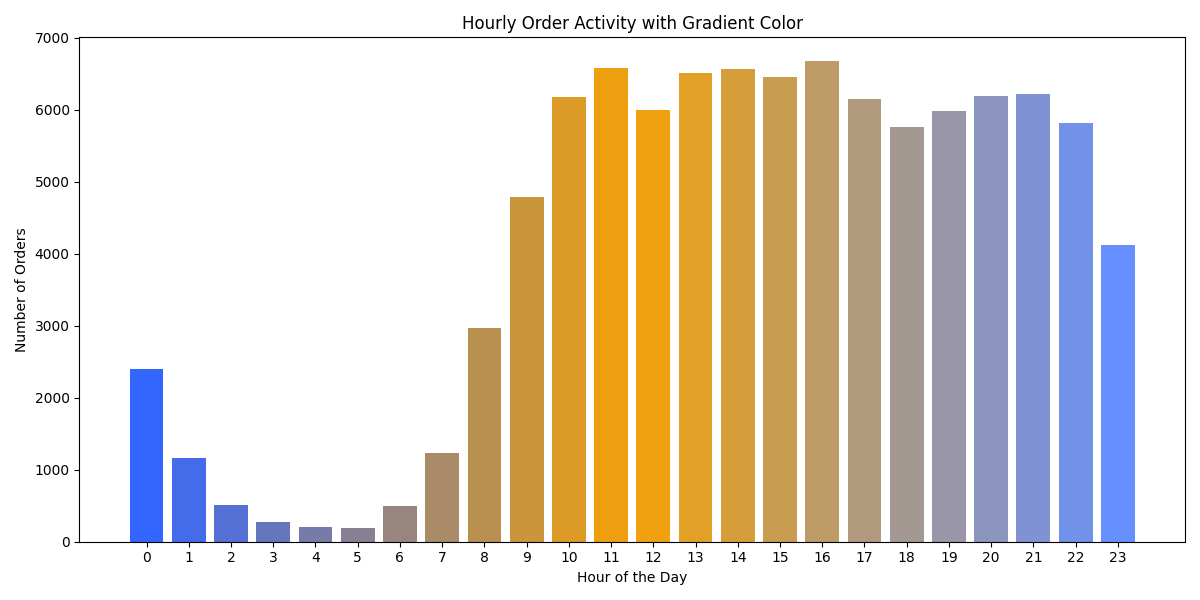 Hourly Order Activity with Gradient Color
Number of Orders
7000
6000
5000
4000
3000
2000
1000
0
0 1 2 3 4 5 6 7 8 9 10 11 12 13 14 15 16 17 18 19 20 21 22 23
Hour of the Day